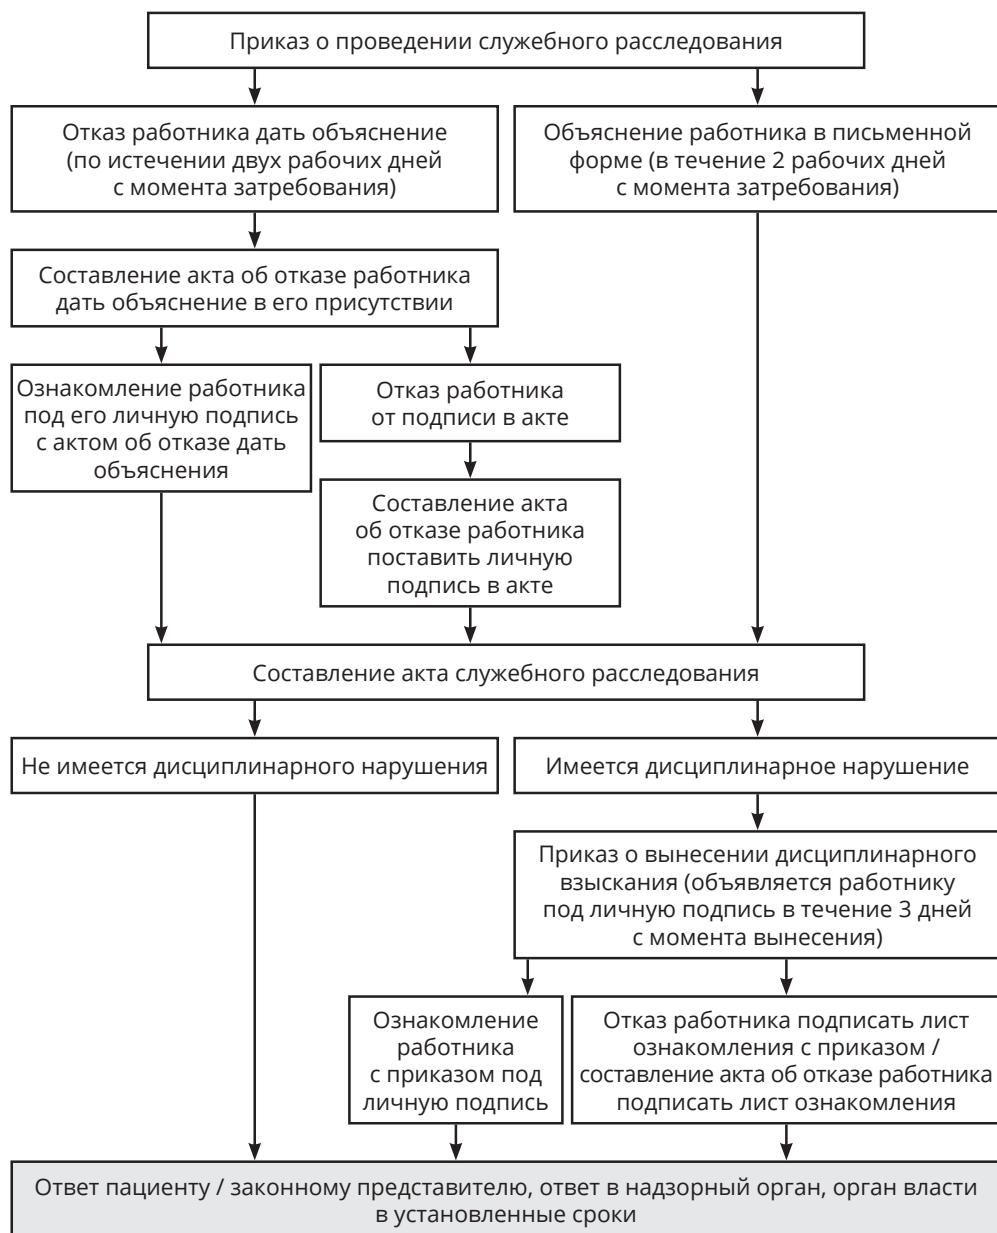 Приказ о проведении служебного расследования
Отказ работника дать объяснение
(по истечении двух рабочих дней
с момента затребования)
Объяснение работника в письменной
форме (в течение 2 рабочих дней
с момента затребования)
Составление акта об отказе работника
дать объяснение в его присутствии
Ознакомление работника
под его личную подпись
с актом об отказе дать
объяснения
Отказ работника
от подписи в акте
Составление акта
об отказе работника
поставить личную
подпись в акте
Составление акта служебного расследования
Не имеется дисциплинарного нарушения
Имеется дисциплинарное нарушение
Приказ о вынесении дисциплинарного
взыскания (объявляется работнику
под личную подпись в течение 3 дней
с момента вынесения)
Ознакомление
работника
с приказом под
личную подпись
Отказ работника подписать лист
ознакомления с приказом /
составление акта об отказе работника
подписать лист ознакомления
Ответ пациенту / законному представителю, ответ в надзорный орган, орган власти
в установленные сроки